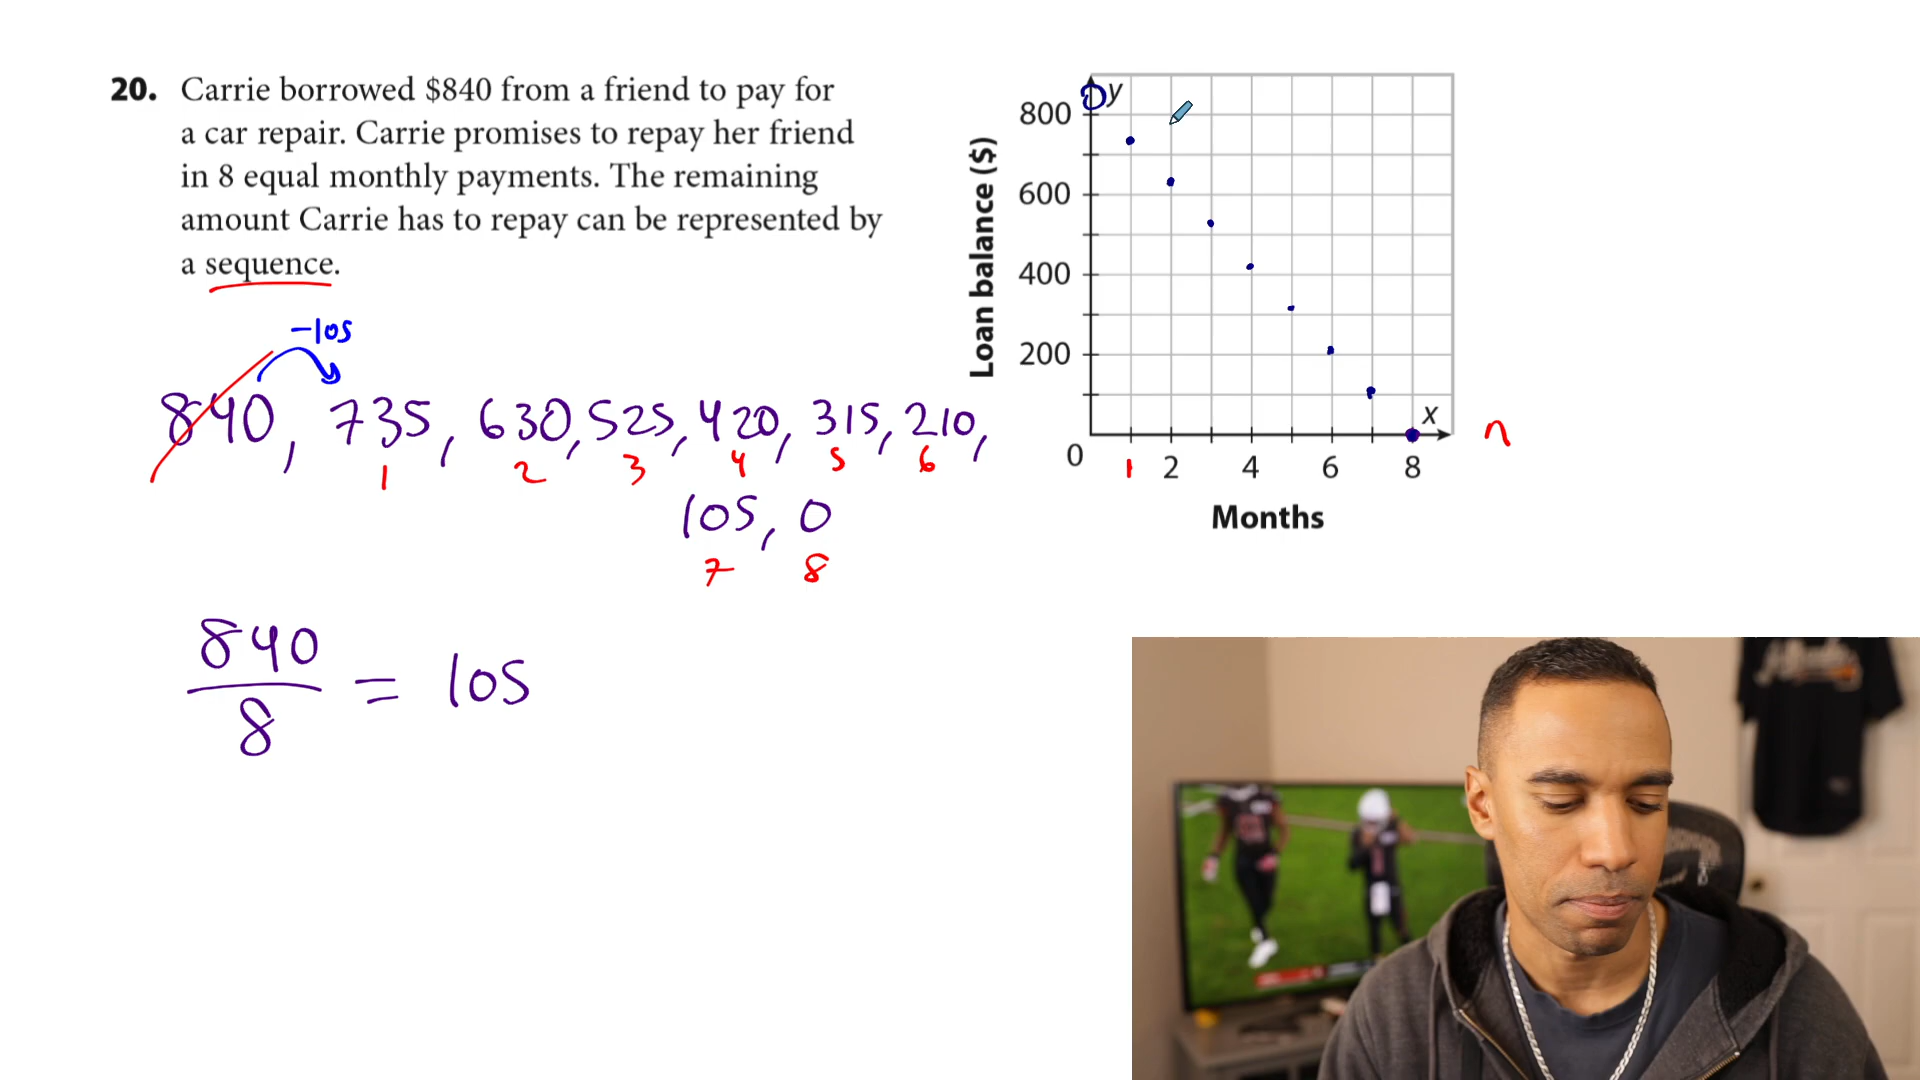 20. Carrie borrowed $840 from a friend to pay for
a car repair. Carrie promises to repay her friend
in 8 equal monthly payments. The remaining
amount Carrie has to repay can be represented by
a sequence.
-105
840, 735, 630, 525, 420, 315, 210,
1 2 3 4 5 6
105, 0
7 8
840
8
= 105
y
Loan balance ($)
800
600
400
200
0
x
n
1 2 4 6 8
Months